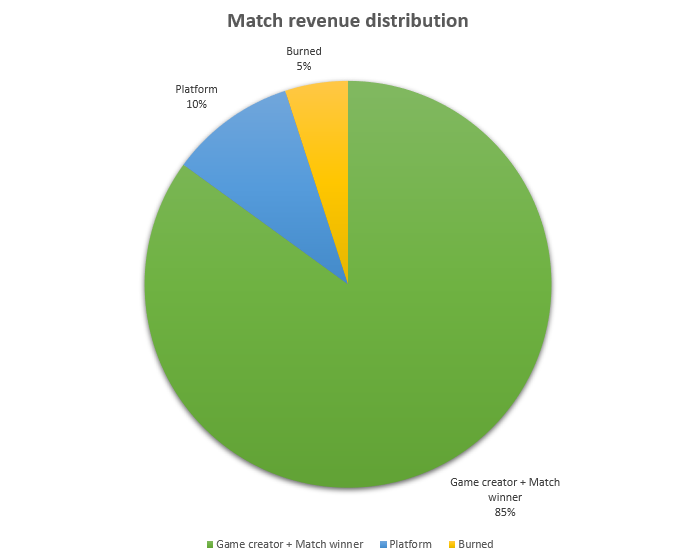 Match revenue distribution
Burned
5%
Platform
10%
Game creator + Match
winner
85%
Game creator + Match winner Platform Burned